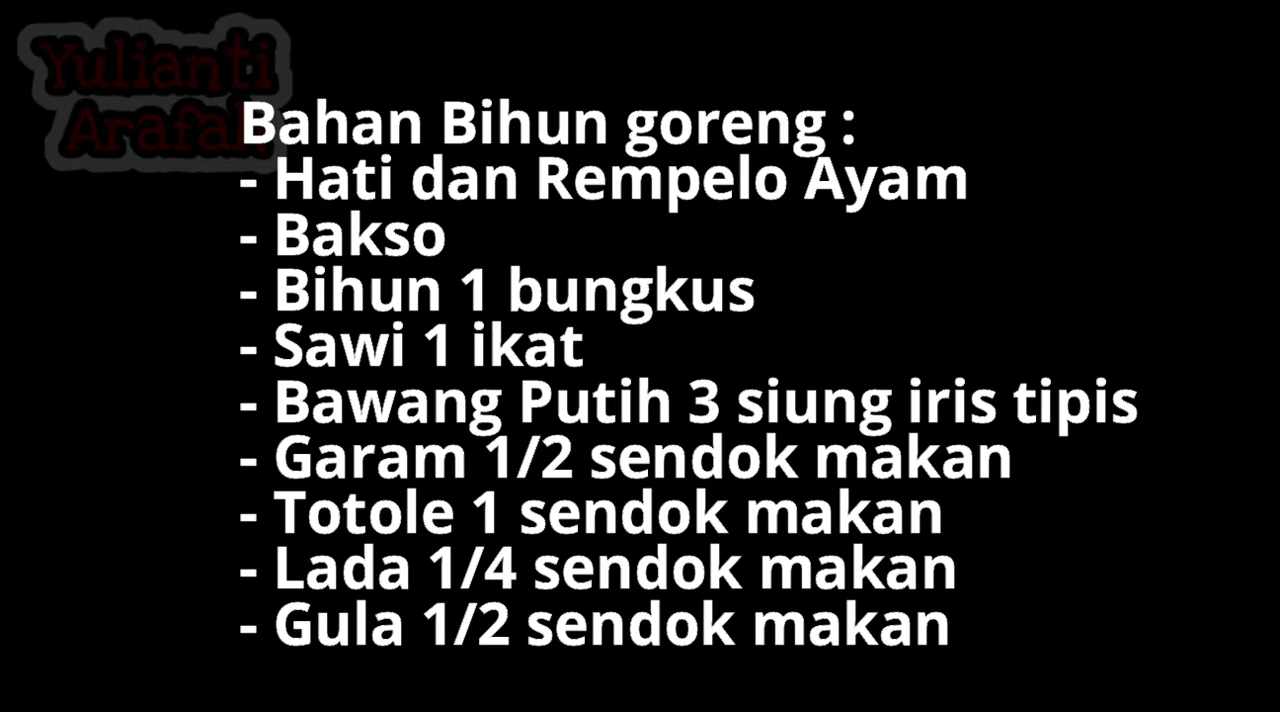 Yulianti
Arafah
Bahan Bihun goreng :
- Hati dan Rempelo Ayam
- Bakso
- Bihun 1 bungkus
- Sawi 1 ikat
- Bawang Putih 3 siung iris tipis
- Garam 1/2 sendok makan
- Totole 1 sendok makan
- Lada 1/4 sendok makan
- Gula 1/2 sendok makan